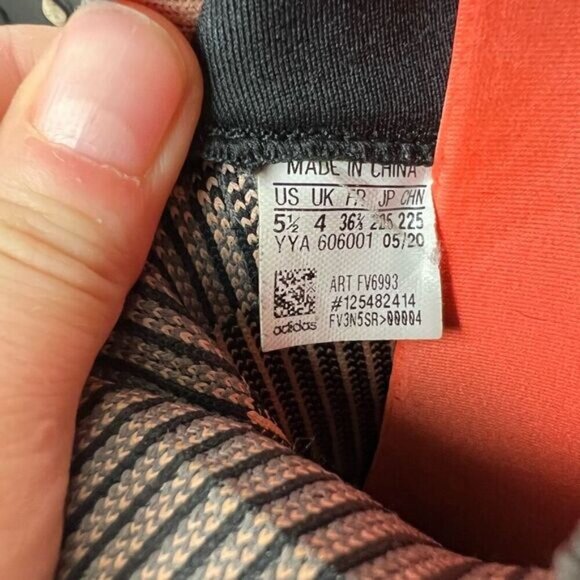 MADE IN CHINA
US UK FR JP CHN
5½ 4 36⅔ 225 225
YYA 606001 05/20
ART FV6993
#125482414
FV3N5SR>00004
adidas